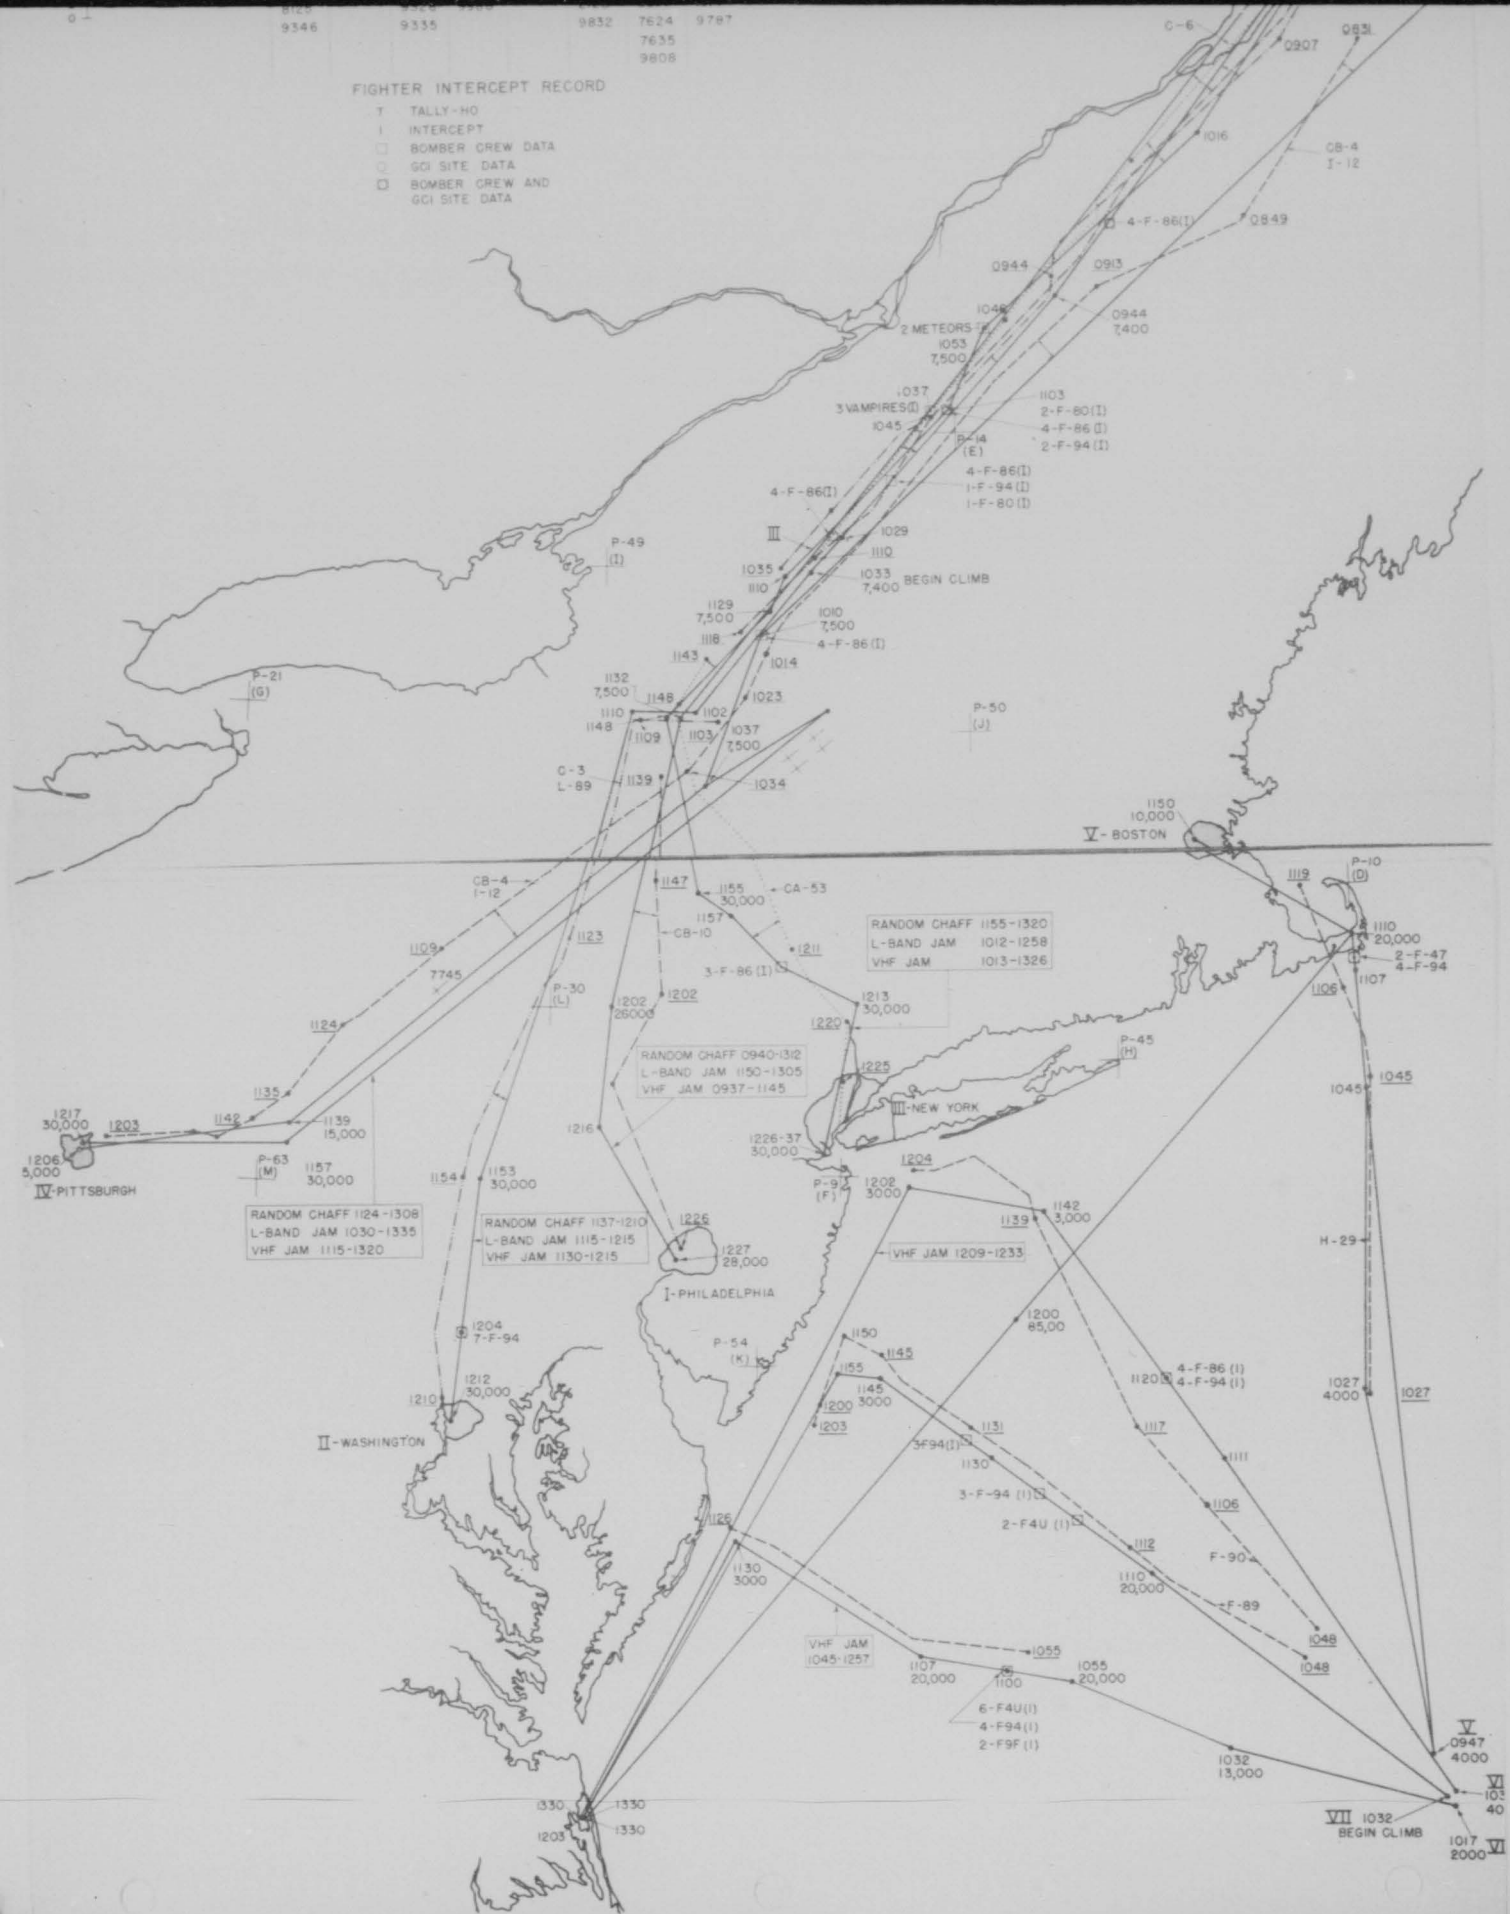 0
9346
9335
9832
7624
7635
9808
9787
FIGHTER INTERCEPT RECORD
T TALLY-HO
I INTERCEPT
BOMBER CREW DATA
GCI SITE DATA
BOMBER CREW AND
GCI SITE DATA
C-6
0907
0831
1016
CB-4
I-12
4-F-86(I)
0849
0944
0913
1046
2 METEORS
0944
7,400
1053
7,500
1037
3 VAMPIRES(I)
1045
1103
2-F-80(I)
4-F-86(I)
2-F-94(I)
P-14
(E)
4-F-86(I)
1-F-94(I)
1-F-80(I)
4-F-86(I)
III
1029
P-49
(I)
1110
1035
1110
1033
7,400 BEGIN CLIMB
1129
7,500
1118
1010
7,500
4-F-86(I)
1143
1014
P-21
(G)
1132
7,500
1148
1023
1110
1148
1109
1102
1103
1037
7,500
P-50
(J)
L-89
1139
1034
1150
10,000
V-BOSTON
P-10
(D)
CB-4
I-12
1147
1155
30,000
CA-53
1119
1157
RANDOM CHAFF 1155-1320
L-BAND JAM 1012-1258
VHF JAM 1013-1326
1110
20,000
2-F-47
4-F-94
1107
1123
CB-10
1109
7745
1211
3-F-86(I)
1106
P-30
(L)
1202
26000
1202
1213
30,000
1124
1220
P-45
(H)
RANDOM CHAFF 0940-1312
L-BAND JAM 1150-1305
VHF JAM 0937-1145
1225
1045
1045
1135
1217
30,000
1203
1142
1139
15,000
III-NEW YORK
1216
1226-37
30,000
1206
5,000
IV-PITTSBURGH
P-63
(M)
1157
30,000
1154
1153
30,000
1204
P-9
(F)
1202
3000
1142
3,000
1139
RANDOM CHAFF 1124-1308
L-BAND JAM 1030-1335
VHF JAM 1115-1320
RANDOM CHAFF 1137-1210
L-BAND JAM 1115-1215
VHF JAM 1130-1215
1226
1227
28,000
VHF JAM 1209-1233
H-29
I-PHILADELPHIA
1200
85,00
1204
7-F-94
P-54
(K)
1150
1145
1155
1145
3000
1120
4-F-86 (I)
4-F-94 (I)
1210
1212
30,000
1200
1203
1027
4000
1027
II-WASHINGTON
1131
3F94(I)
1130
1117
1111
3-F-94 (I)
2-F4U (I)
1106
1126
1112
F-90
1130
3000
1110
20,000
F-89
VHF JAM
1045-1257
1055
1048
1048
1107
20,000
1100
1055
20,000
6-F4U(I)
4-F94(I)
2-F9F(I)
1032
13,000
V
0947
4000
VI
103
40
1330
1330
1203
1330
VII 1032
BEGIN CLIMB
1017
2000 VI